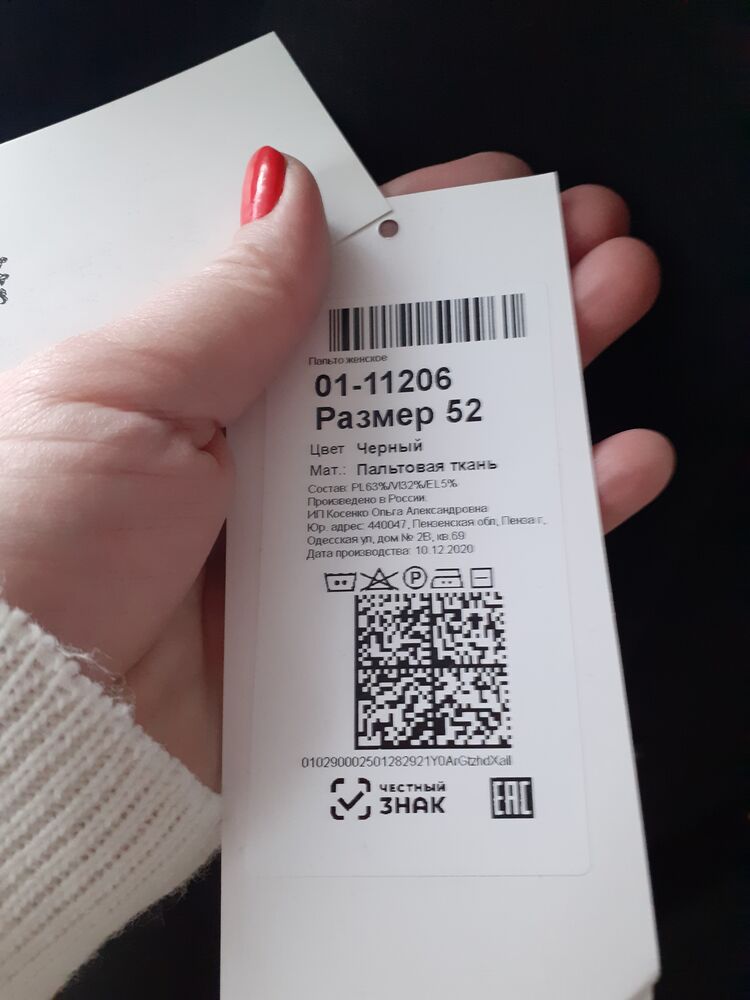 Пальто женское
01-11206
Размер 52
Цвет Черный
Мат.: Пальтовая ткань
Состав: PL63%/VI32%/EL5%
Произведено в России.
ИП Косенко Ольга Александровна
Юр. адрес: 440047, Пензенская обл, Пенза г,
Одесская ул, дом № 2В, кв.69
Дата производства: 10.12.2020
P
010290002501282921Y0ArGtzhdXall
ЧЕСТНЫЙ
ЗНАК
EAC